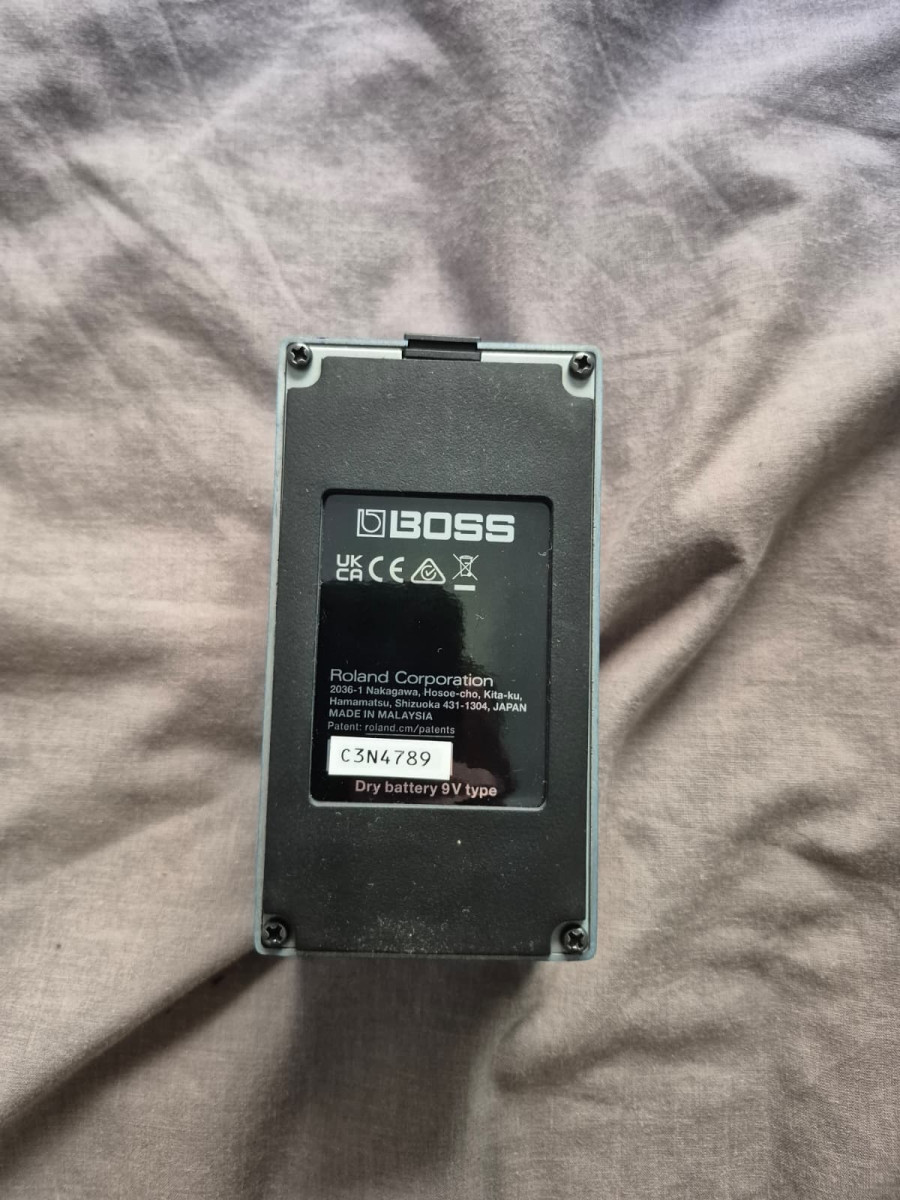 BOSS
UK
CA CE
Roland Corporation
2036-1 Nakagawa, Hosoe-cho, Kita-ku,
Hamamatsu, Shizuoka 431-1304, JAPAN
MADE IN MALAYSIA
Patent: roland.cm/patents
C3N4789
Dry battery 9V type